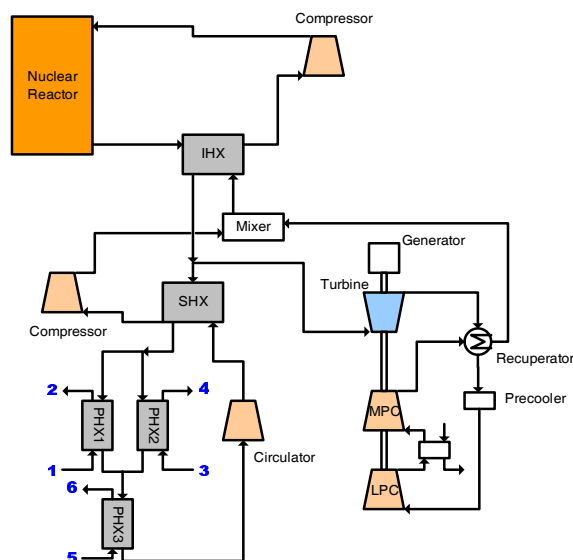 Compressor
Nuclear
Reactor
IHX
Mixer
Generator
Turbine
SHX
Compressor
Recuperator
2
4
Precooler
PHX1
PHX2
MPC
Circulator
1
3
6
LPC
PHX3
5